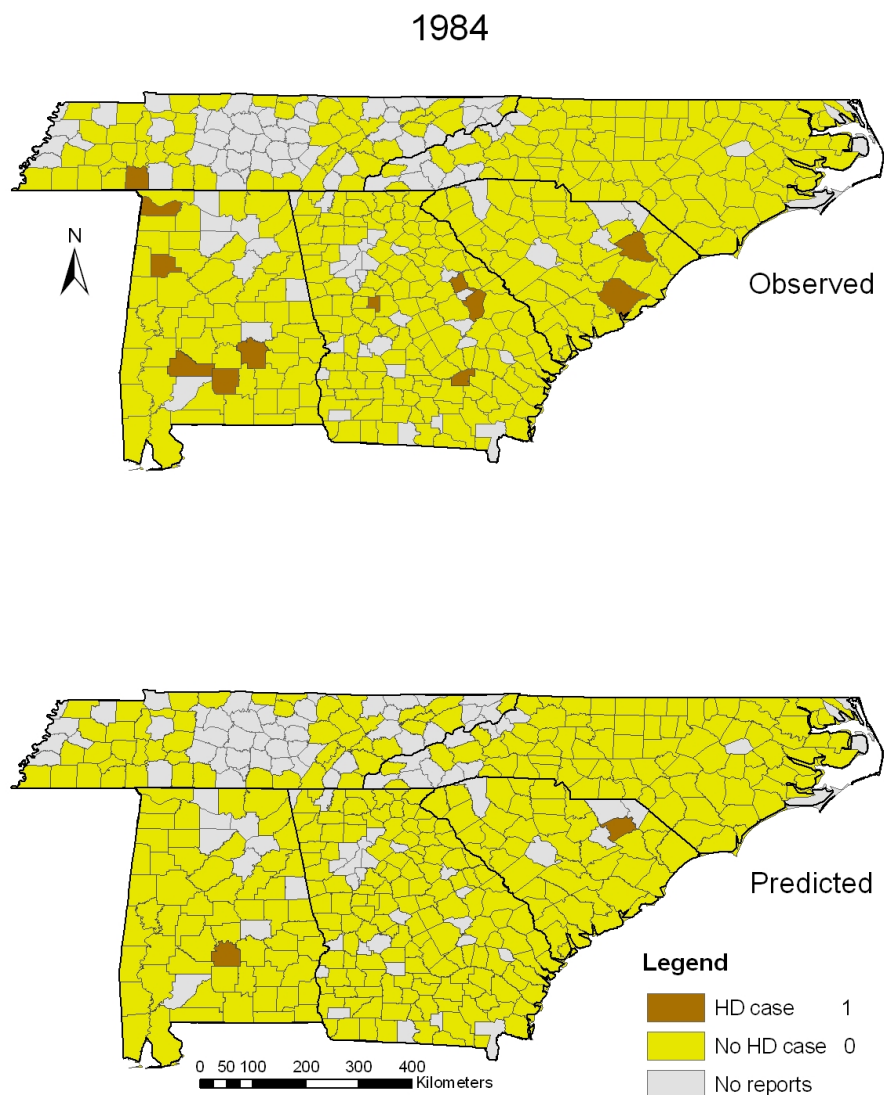 1984
N
Observed
Predicted
Legend
HD case 1
No HD case 0
No reports
0 50 100 200 300 400
Kilometers